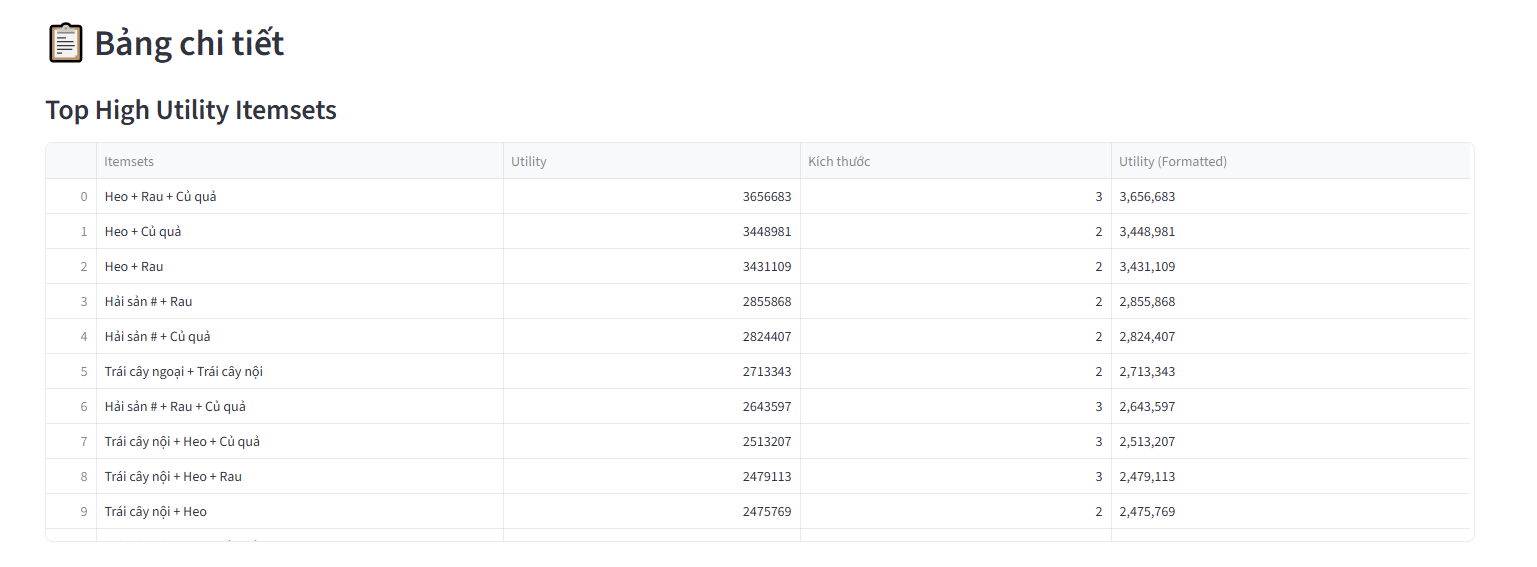 Bảng chi tiết
Top High Utility Itemsets
Itemsets Utility Kích thước Utility (Formatted)
0 Heo + Rau + Củ quả 3656683 3 3,656,683
1 Heo + Củ quả 3448981 2 3,448,981
2 Heo + Rau 3431109 2 3,431,109
3 Hải sản # + Rau 2855868 2 2,855,868
4 Hải sản # + Củ quả 2824407 2 2,824,407
5 Trái cây ngoại + Trái cây nội 2713343 2 2,713,343
6 Hải sản # + Rau + Củ quả 2643597 3 2,643,597
7 Trái cây nội + Heo + Củ quả 2513207 3 2,513,207
8 Trái cây nội + Heo + Rau 2479113 3 2,479,113
9 Trái cây nội + Heo 2475769 2 2,475,769